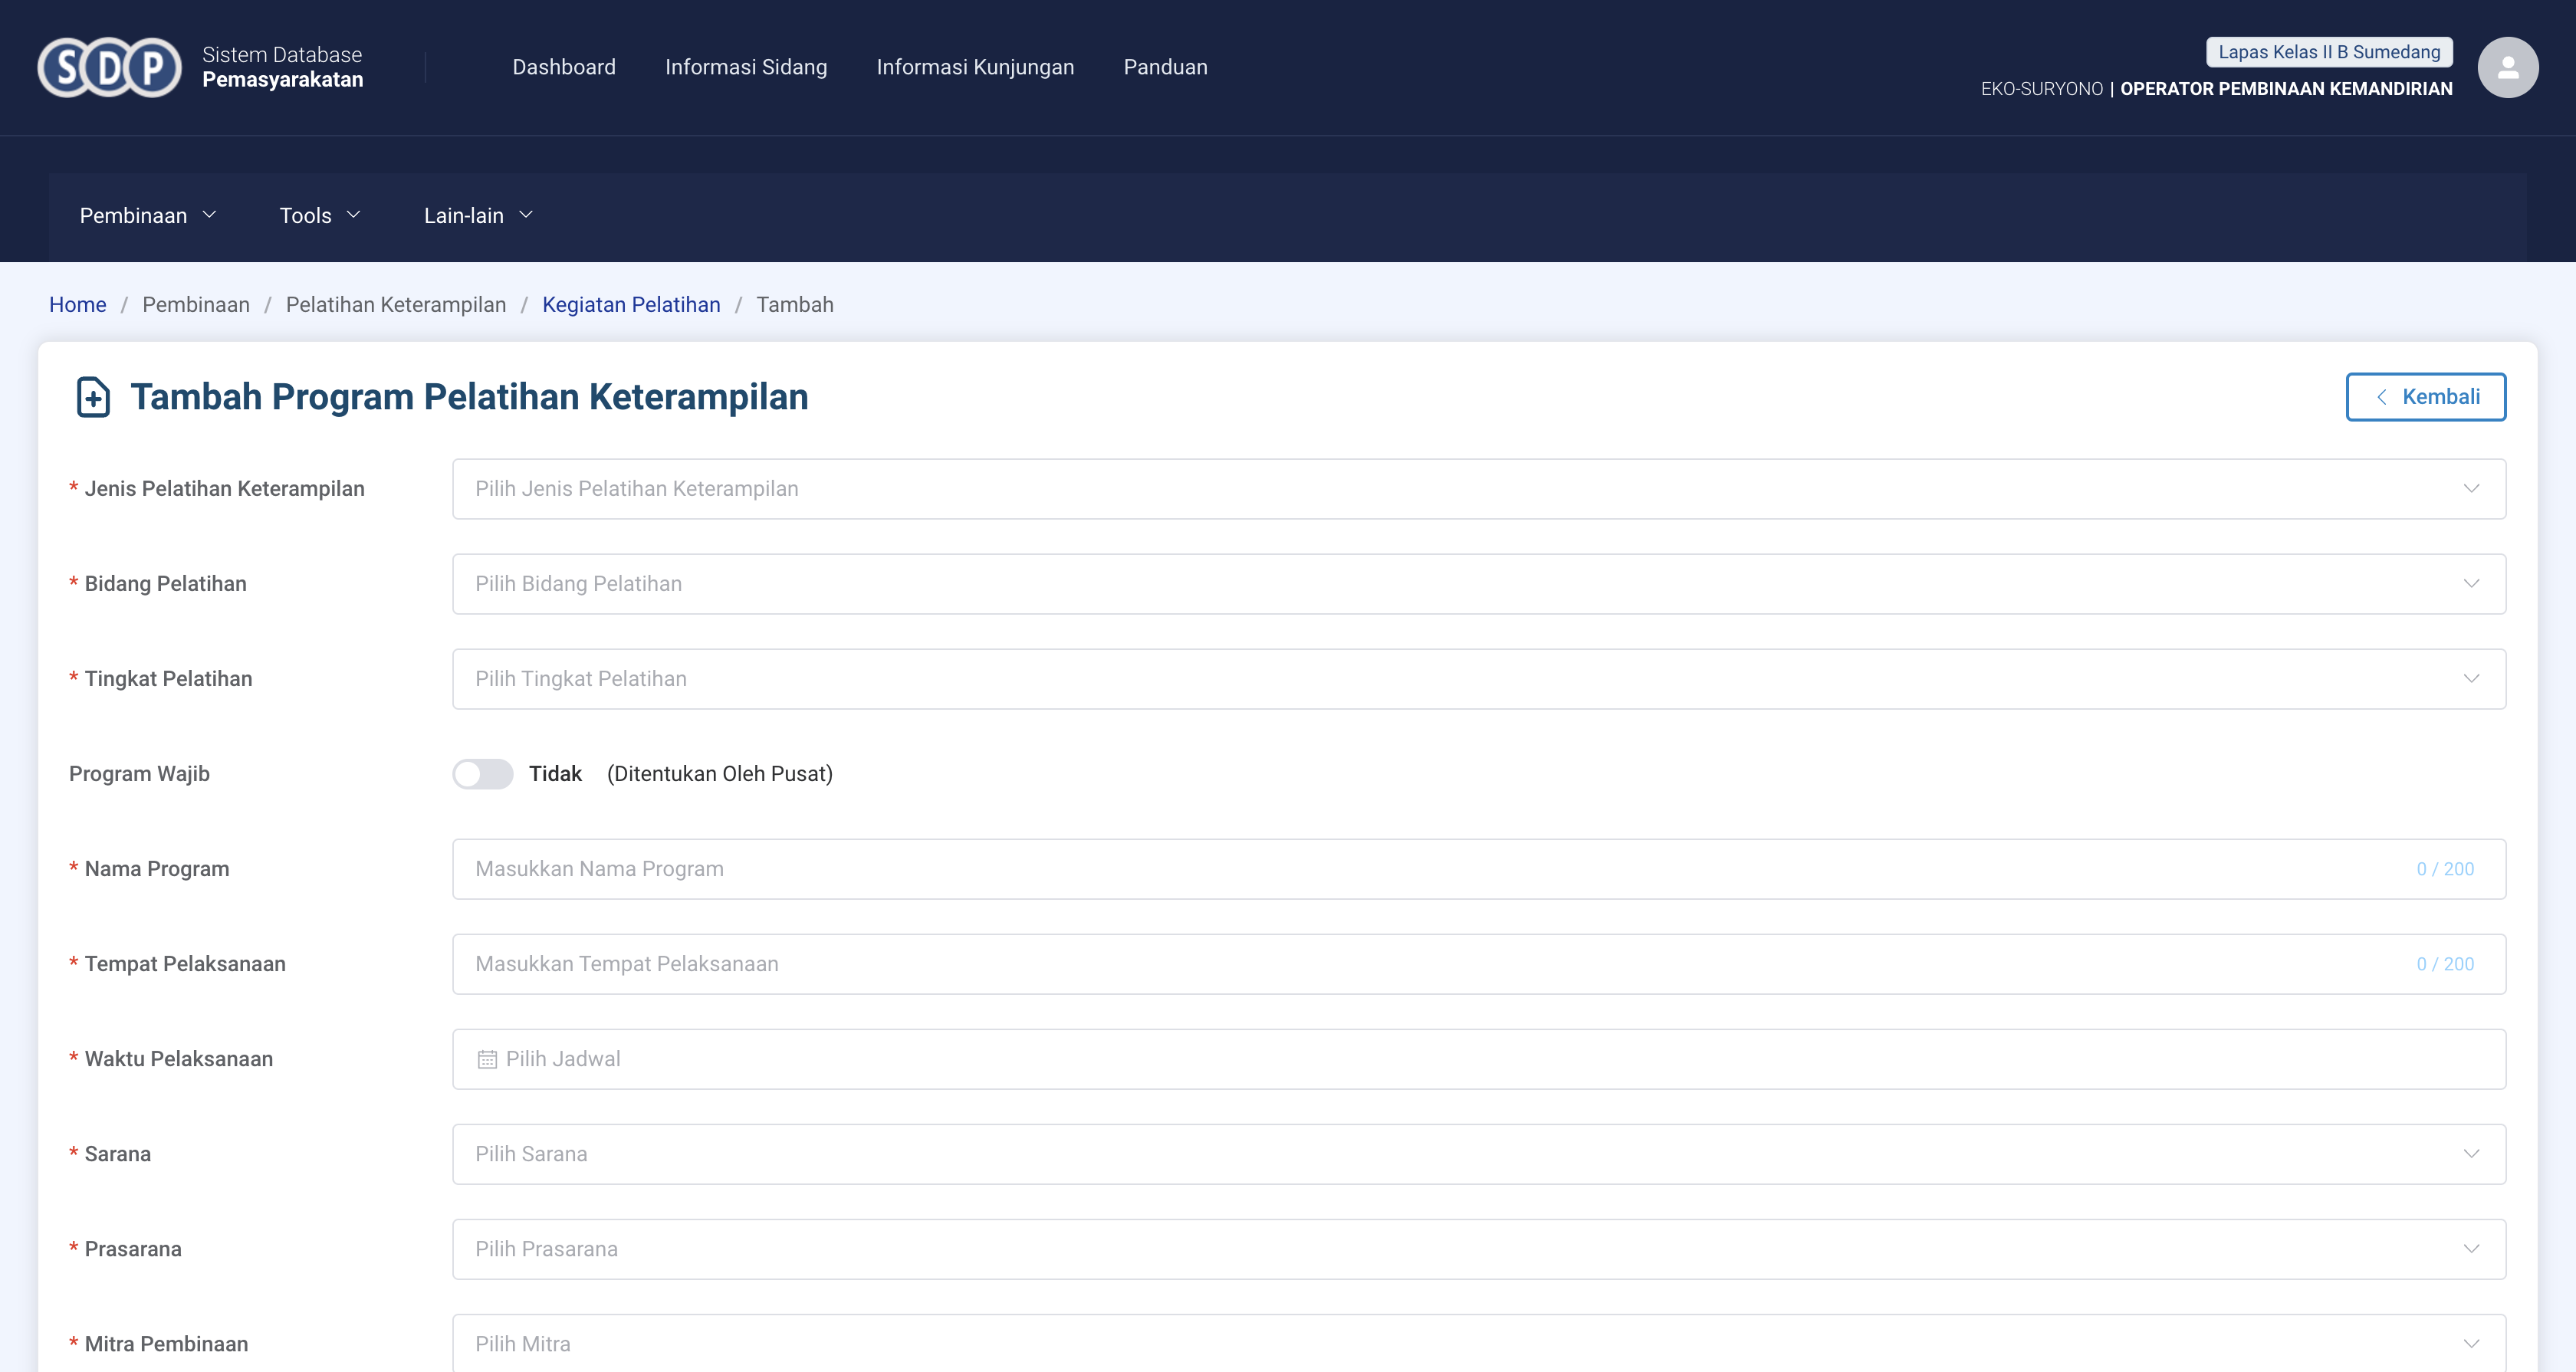 SDP
Sistem Database
Pemasyarakatan
Dashboard
Informasi Sidang
Informasi Kunjungan
Panduan
Lapas Kelas II B Sumedang
EKO-SURYONO | OPERATOR PEMBINAAN KEMANDIRIAN
Pembinaan
Tools
Lain-lain
Home / Pembinaan / Pelatihan Keterampilan / Kegiatan Pelatihan / Tambah
Tambah Program Pelatihan Keterampilan
Kembali
* Jenis Pelatihan Keterampilan
Pilih Jenis Pelatihan Keterampilan
* Bidang Pelatihan
Pilih Bidang Pelatihan
* Tingkat Pelatihan
Pilih Tingkat Pelatihan
Program Wajib
Tidak (Ditentukan Oleh Pusat)
* Nama Program
Masukkan Nama Program
0 / 200
* Tempat Pelaksanaan
Masukkan Tempat Pelaksanaan
0 / 200
* Waktu Pelaksanaan
Pilih Jadwal
* Sarana
Pilih Sarana
* Prasarana
Pilih Prasarana
* Mitra Pembinaan
Pilih Mitra